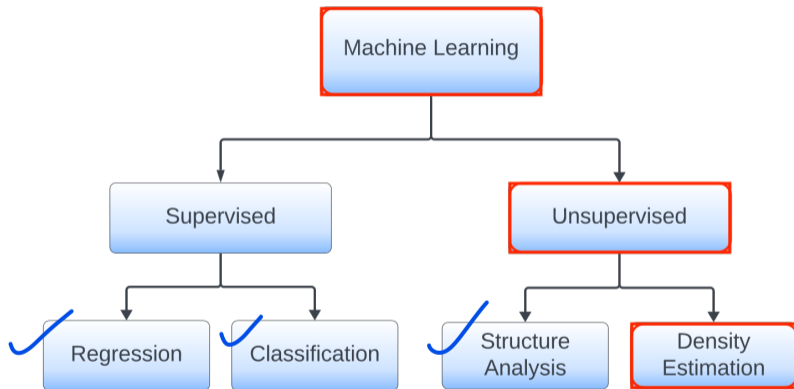 Machine Learning
Supervised
Unsupervised
Regression
Classification
Structure
Analysis
Density
Estimation